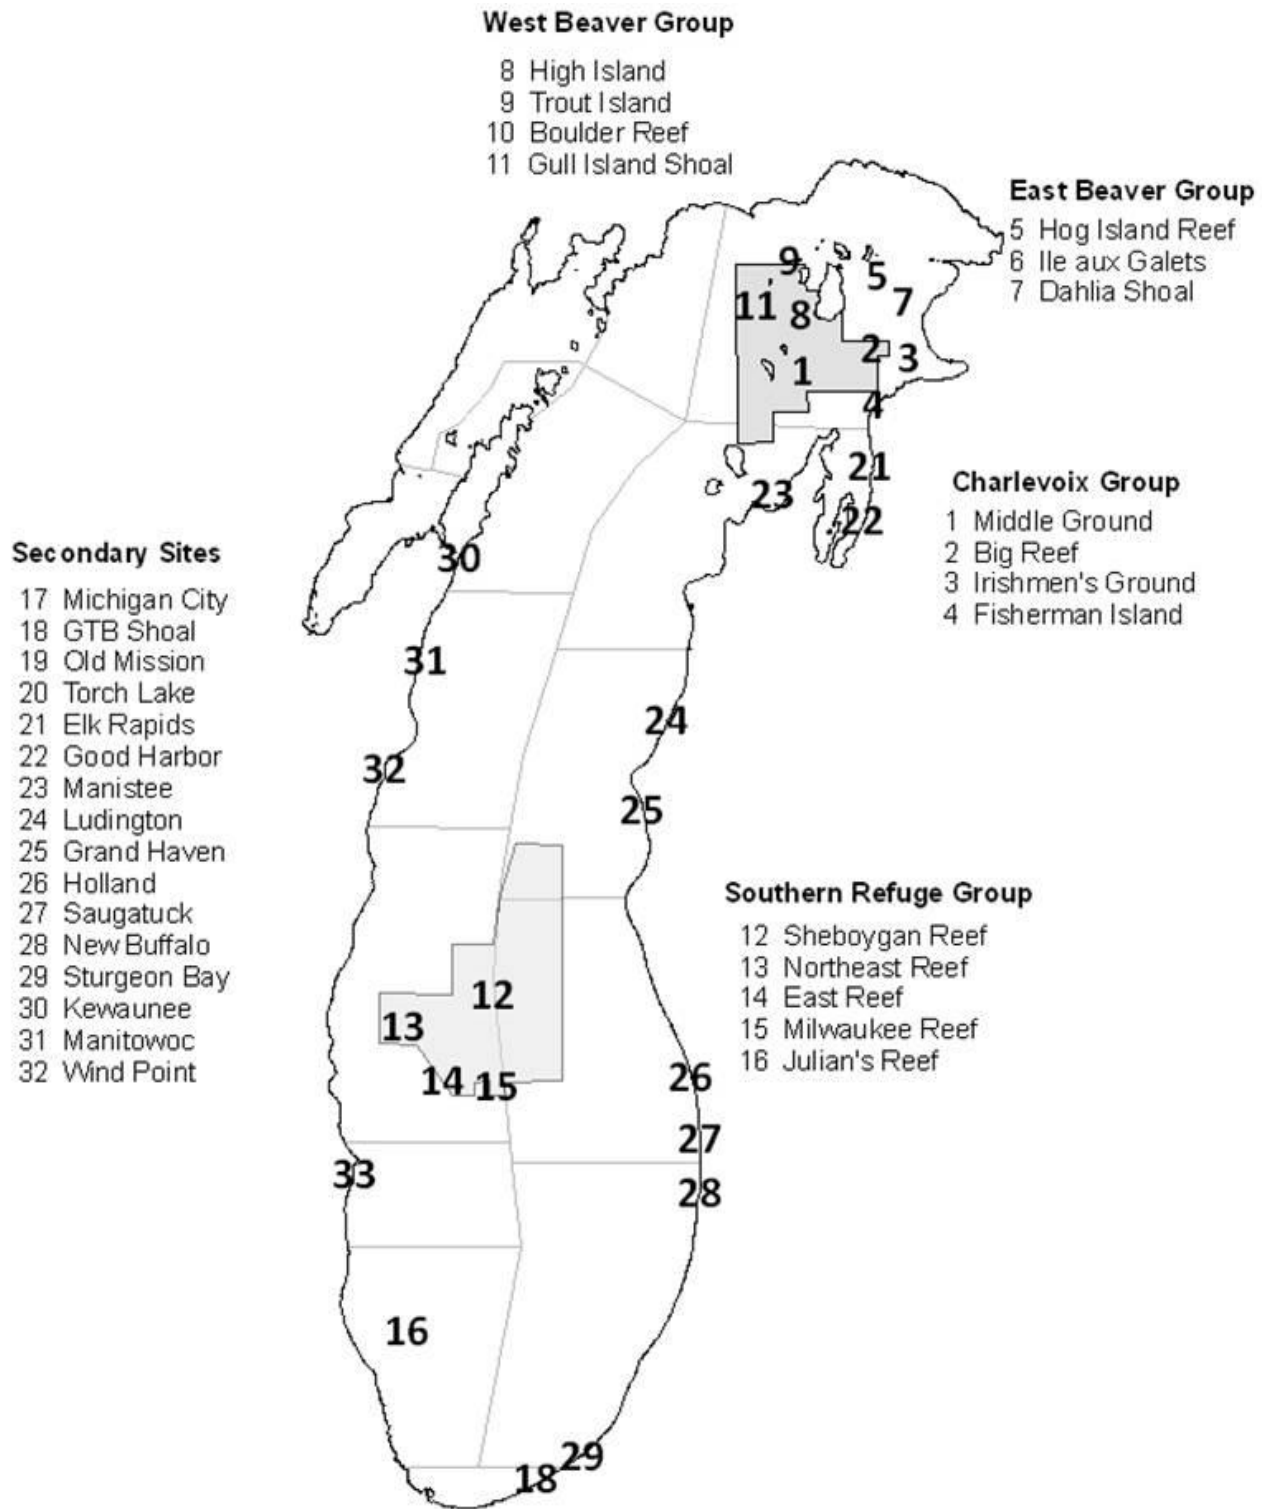 West Beaver Group
8 High Island
9 Trout Island
10 Boulder Reef
11 Gull Island Shoal
East Beaver Group
5 Hog Island Reef
6 Ile aux Galets
7 Dahlia Shoal
9
5
11
8
7
2
3
1
4
21
23
22
Charlevoix Group
1 Middle Ground
2 Big Reef
3 Irishmen's Ground
4 Fisherman Island
Secondary Sites
17 Michigan City
18 GTB Shoal
19 Old Mission
20 Torch Lake
21 Elk Rapids
22 Good Harbor
23 Manistee
24 Ludington
25 Grand Haven
26 Holland
27 Saugatuck
28 New Buffalo
29 Sturgeon Bay
30 Kewaunee
31 Manitowoc
32 Wind Point
30
31
24
32
25
Southern Refuge Group
12 Sheboygan Reef
13 Northeast Reef
14 East Reef
15 Milwaukee Reef
16 Julian's Reef
12
13
14
15
26
27
33
28
16
29
18